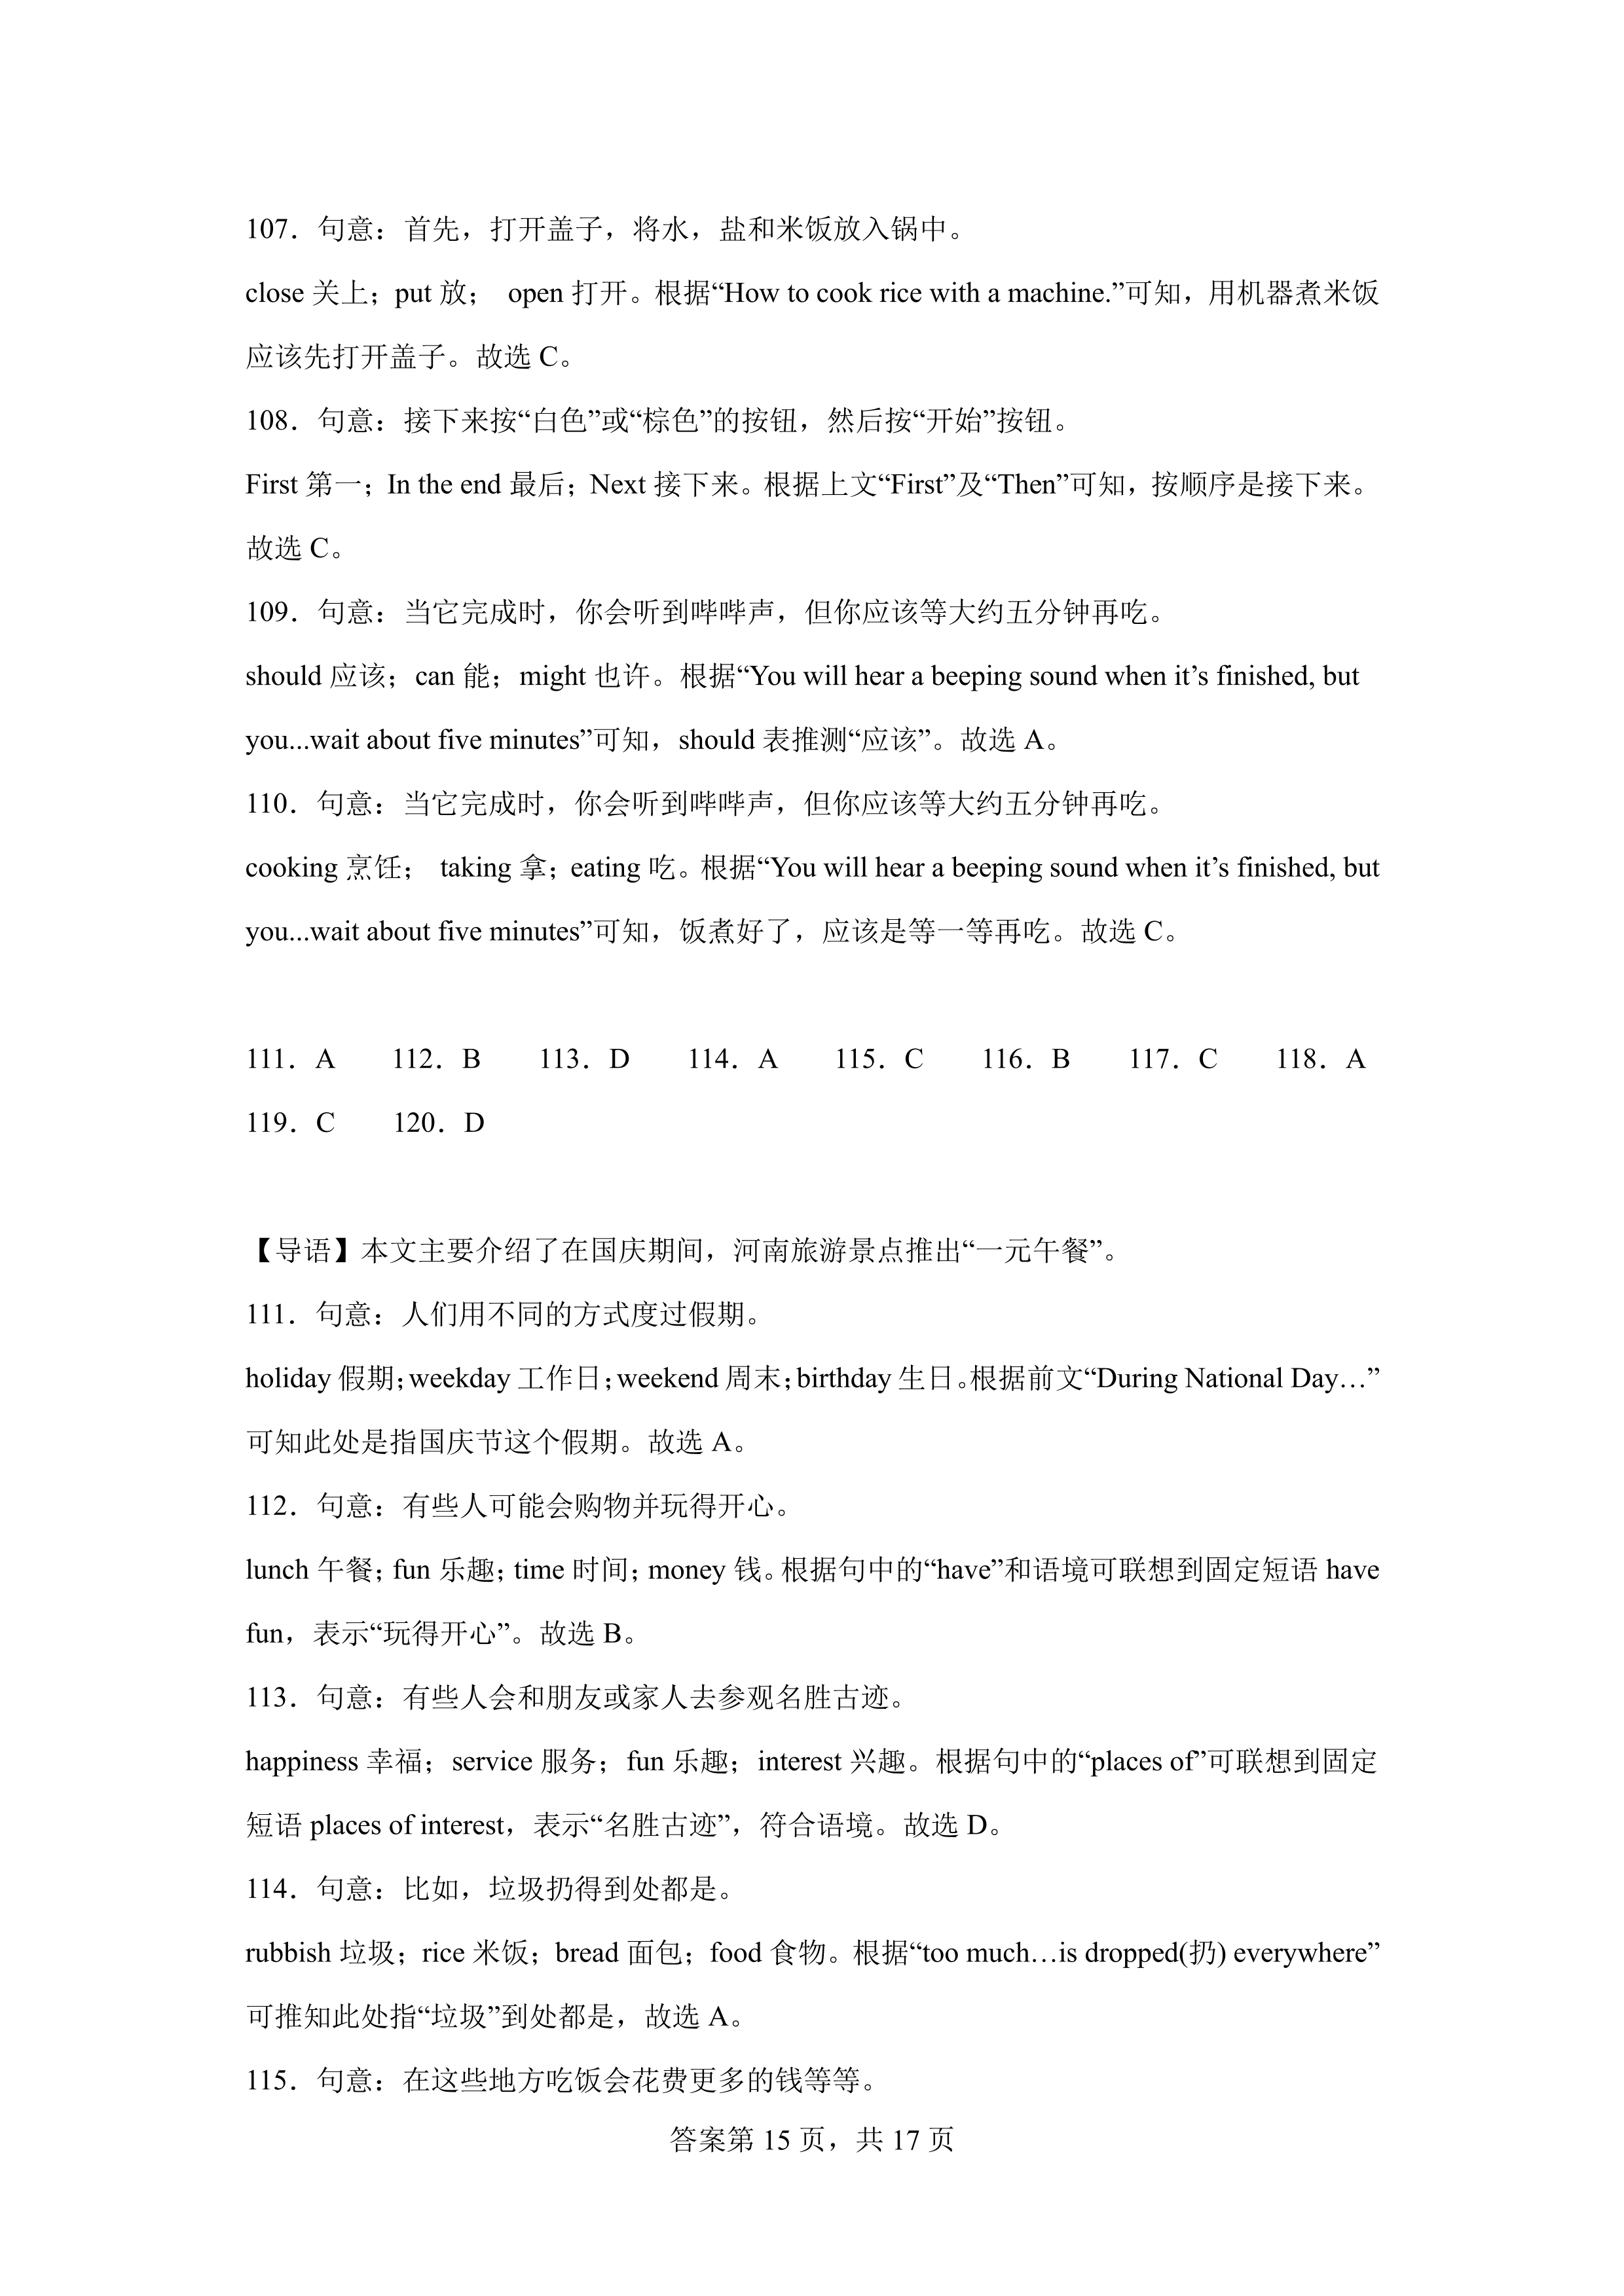 107．句意：首先，打开盖子，将水，盐和米饭放入锅中。
close 关上；put 放； open 打开。根据“How to cook rice with a machine.”可知，用机器煮米饭
应该先打开盖子。故选 C。
108．句意：接下来按“白色”或“棕色”的按钮，然后按“开始”按钮。
First 第一；In the end 最后；Next 接下来。根据上文“First”及“Then”可知，按顺序是接下来。
故选 C。
109．句意：当它完成时，你会听到哔哔声，但你应该等大约五分钟再吃。
should 应该；can 能；might 也许。根据“You will hear a beeping sound when it’s finished, but
you...wait about five minutes”可知，should 表推测“应该”。故选 A。
110．句意：当它完成时，你会听到哔哔声，但你应该等大约五分钟再吃。
cooking 烹饪； taking 拿；eating 吃。根据“You will hear a beeping sound when it’s finished, but
you...wait about five minutes”可知，饭煮好了，应该是等一等再吃。故选 C。
111．A 112．B 113．D 114．A 115．C 116．B 117．C 118．A
119．C 120．D
【导语】本文主要介绍了在国庆期间，河南旅游景点推出“一元午餐”。
111．句意：人们用不同的方式度过假期。
holiday 假期；weekday 工作日；weekend 周末；birthday 生日。根据前文“During National Day…”
可知此处是指国庆节这个假期。故选 A。
112．句意：有些人可能会购物并玩得开心。
lunch 午餐；fun 乐趣；time 时间；money 钱。根据句中的“have”和语境可联想到固定短语 have
fun，表示“玩得开心”。故选 B。
113．句意：有些人会和朋友或家人去参观名胜古迹。
happiness 幸福；service 服务；fun 乐趣；interest 兴趣。根据句中的“places of”可联想到固定
短语 places of interest，表示“名胜古迹”，符合语境。故选 D。
114．句意：比如，垃圾扔得到处都是。
rubbish 垃圾；rice 米饭；bread 面包；food 食物。根据“too much…is dropped(扔) everywhere”
可推知此处指“垃圾”到处都是，故选 A。
115．句意：在这些地方吃饭会花费更多的钱等等。
答案第 15 页，共 17 页